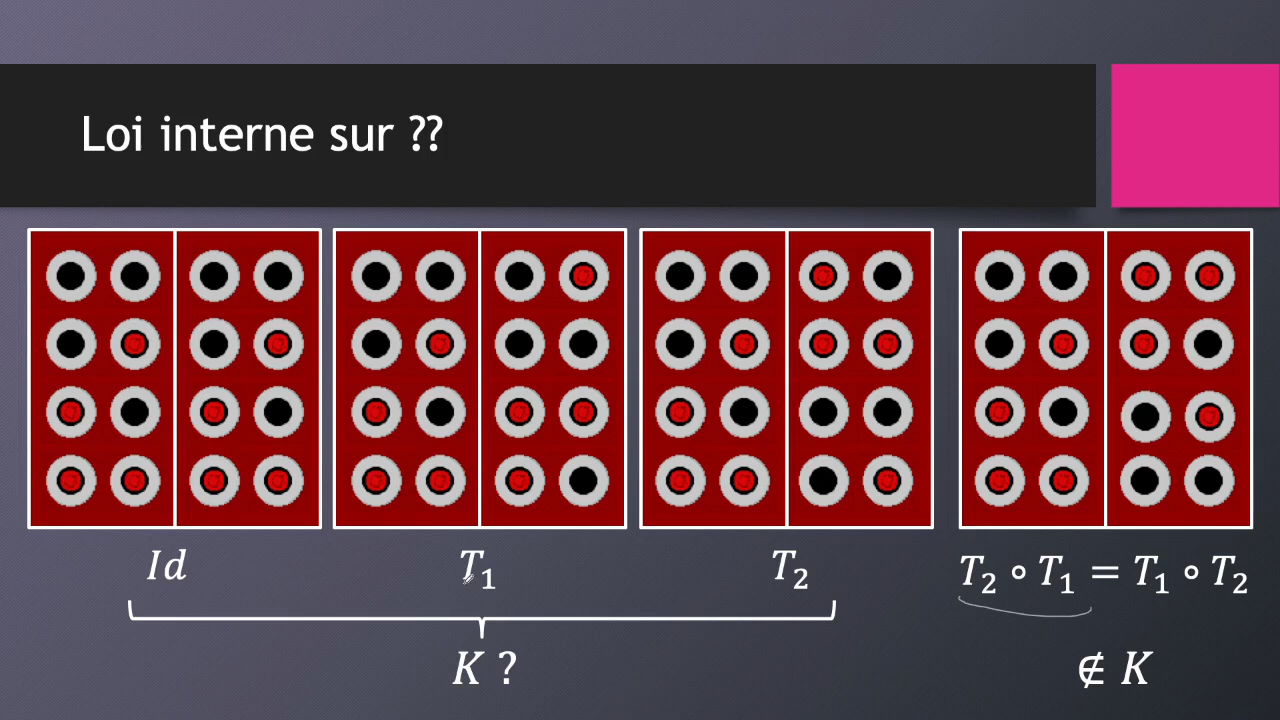 Loi interne sur ??
Id T₁ T₂ T₂ ∘ T₁ = T₁ ∘ T₂
K ? ∉ K